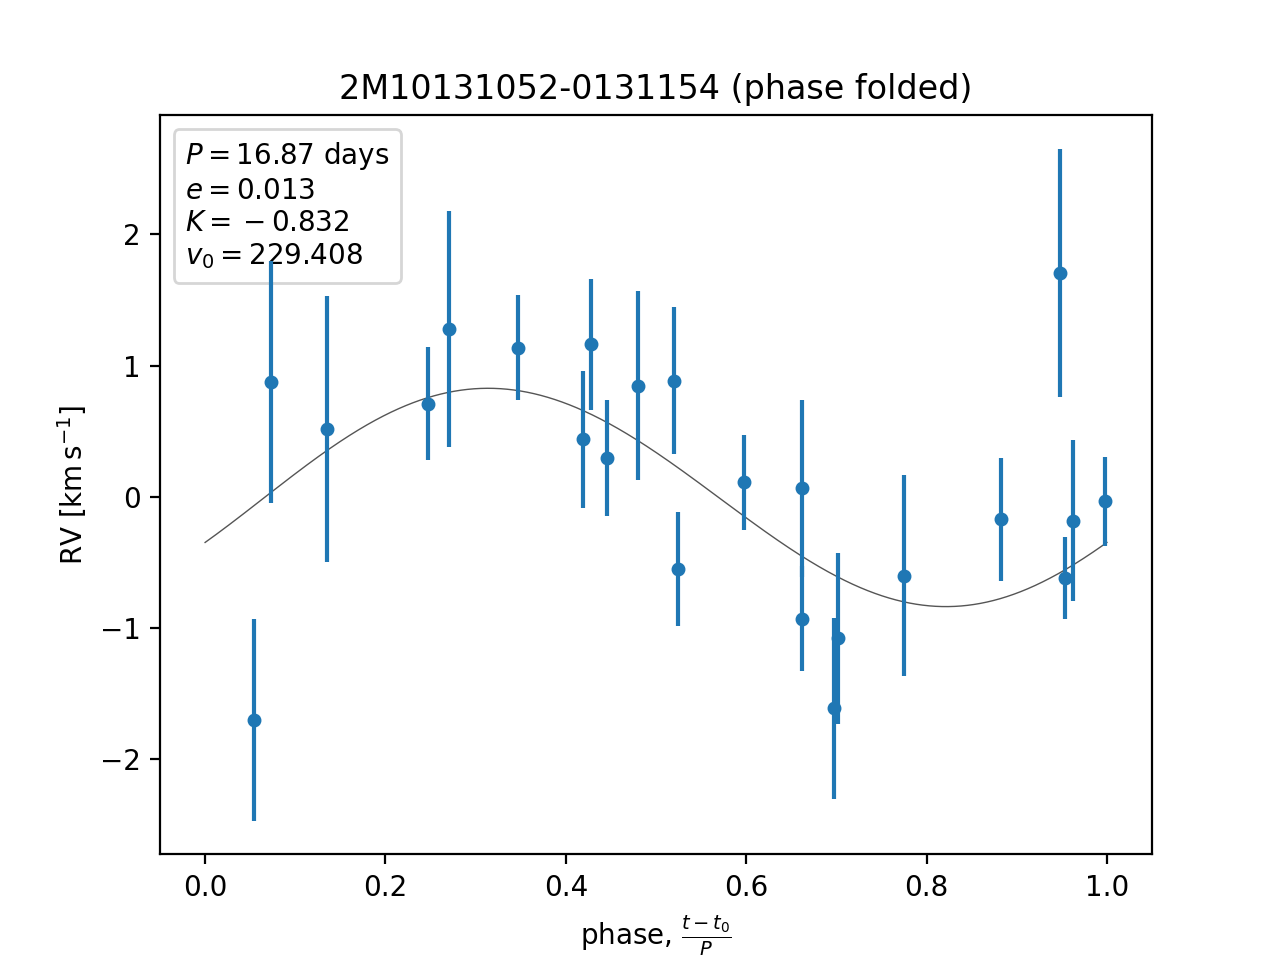 2M10131052-0131154 (phase folded)
P = 16.87 days
e = 0.013
K = −0.832
v₀ = 229.408
2
1
0
−1
−2
RV [km s⁻¹]
0.0 0.2 0.4 0.6 0.8 1.0
phase, (t − t₀)/P